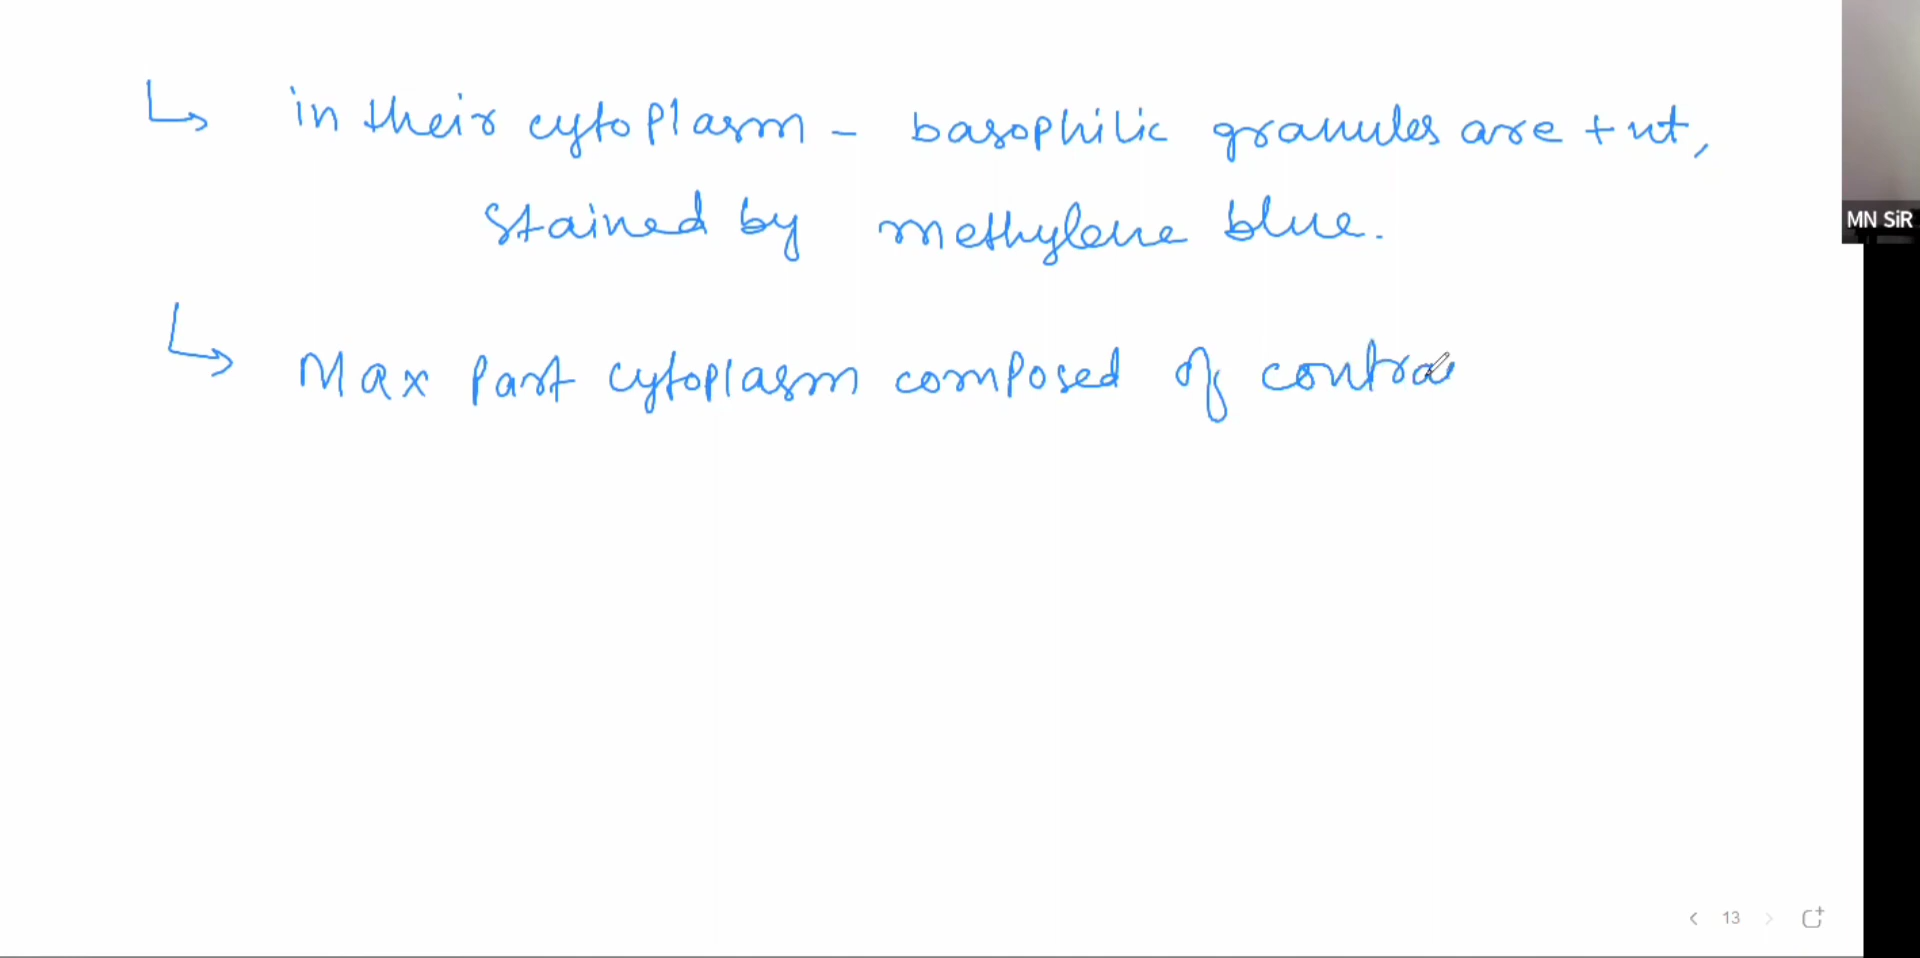 ↳ in their cytoplasm - basophilic granules are +nt,
stained by methylene blue.
MN SiR
↳ Max part cytoplasm composed of contra
< 13 >